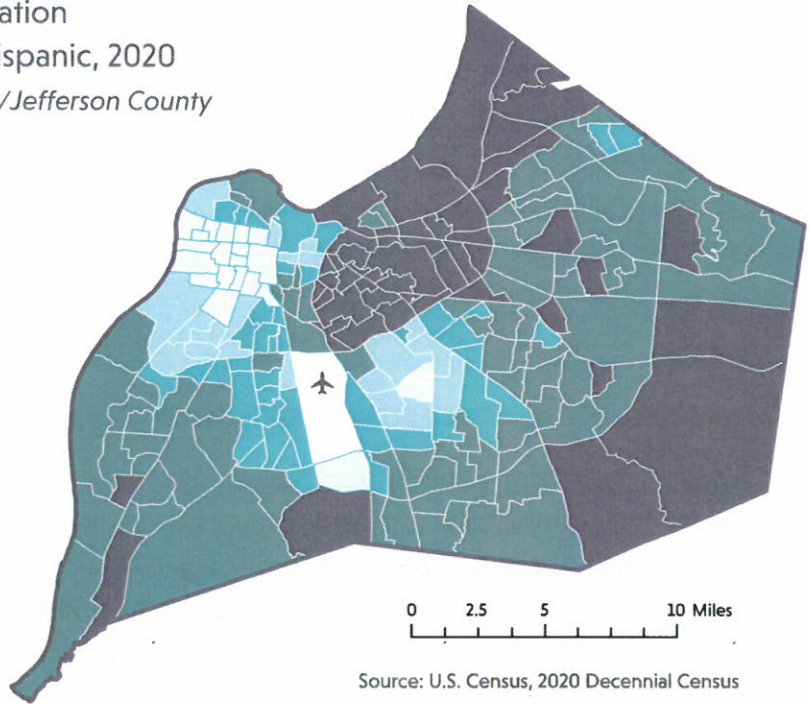 ation
ispanic, 2020
/Jefferson County
0 2.5 5 10 Miles
Source: U.S. Census, 2020 Decennial Census